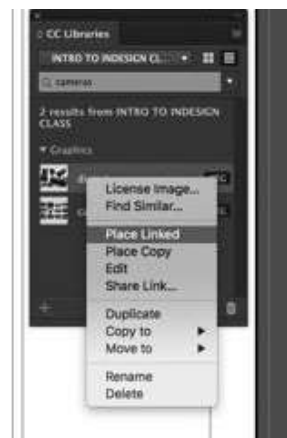 CC Libraries
INTRO TO INDESIGN CL...
cameras
2 results from INTRO TO INDESIGN
CLASS
Graphics
License Image...
Find Similar...
Place Linked
Place Copy
Edit
Share Link...
Duplicate
Copy to
Move to
Rename
Delete